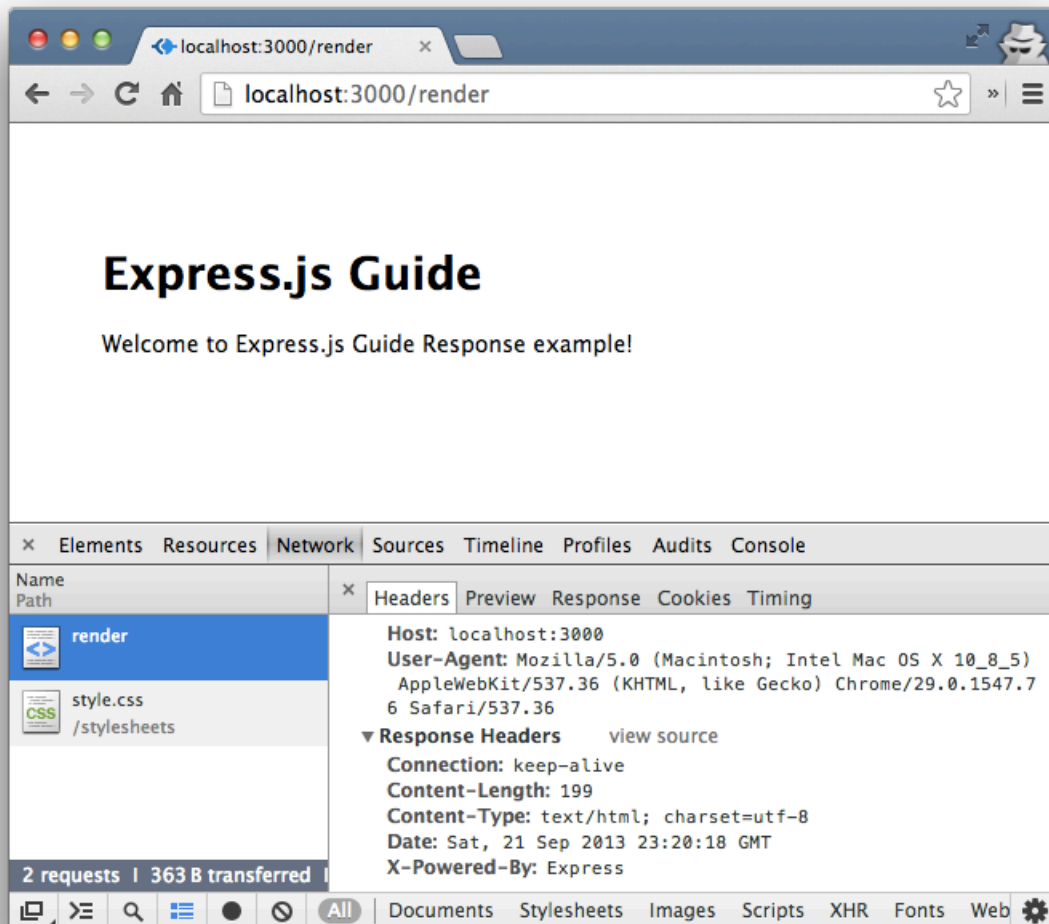 localhost:3000/render
localhost:3000/render
Express.js Guide
Welcome to Express.js Guide Response example!
Elements Resources Network Sources Timeline Profiles Audits Console
Name
Path
Headers Preview Response Cookies Timing
render
style.css
/stylesheets
Host: localhost:3000
User-Agent: Mozilla/5.0 (Macintosh; Intel Mac OS X 10_8_5)
AppleWebKit/537.36 (KHTML, like Gecko) Chrome/29.0.1547.7
6 Safari/537.36
Response Headers view source
Connection: keep-alive
Content-Length: 199
Content-Type: text/html; charset=utf-8
Date: Sat, 21 Sep 2013 23:20:18 GMT
X-Powered-By: Express
2 requests | 363 B transferred |
All Documents Stylesheets Images Scripts XHR Fonts Web